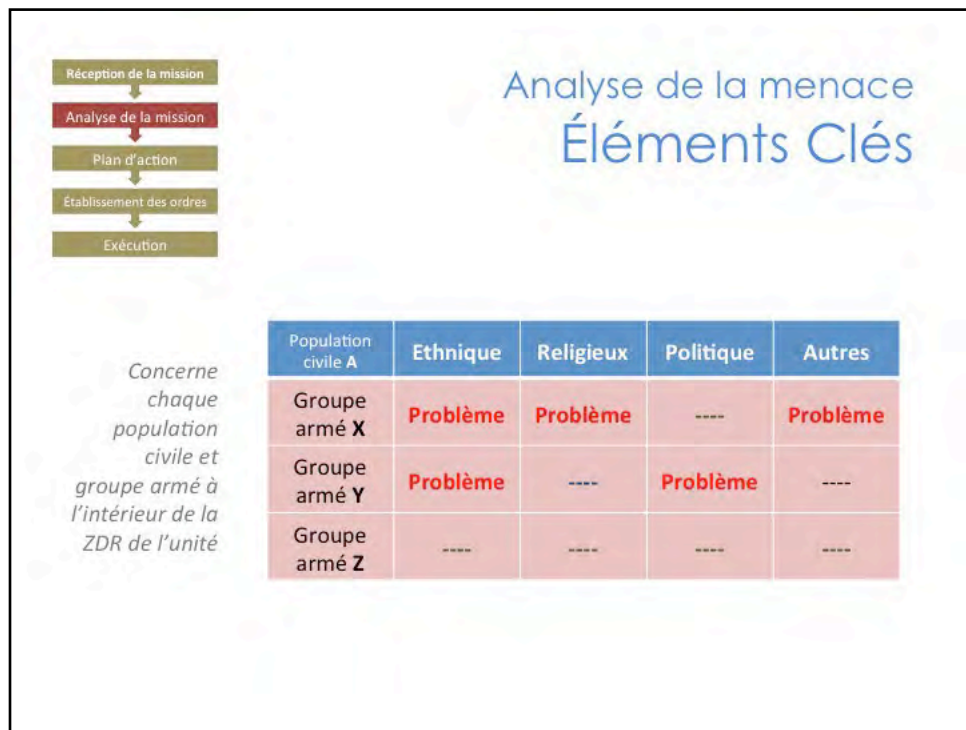 Réception de la mission
Analyse de la mission
Plan d'action
Établissement des ordres
Exécution
Analyse de la menace
Éléments Clés
Concerne
chaque
population
civile et
groupe armé à
l'intérieur de la
ZDR de l'unité
Population
civile A
Ethnique
Religieux
Politique
Autres
Groupe
armé X
Problème
Problème
----
Problème
Groupe
armé Y
Problème
----
Problème
----
Groupe
armé Z
----
----
----
----